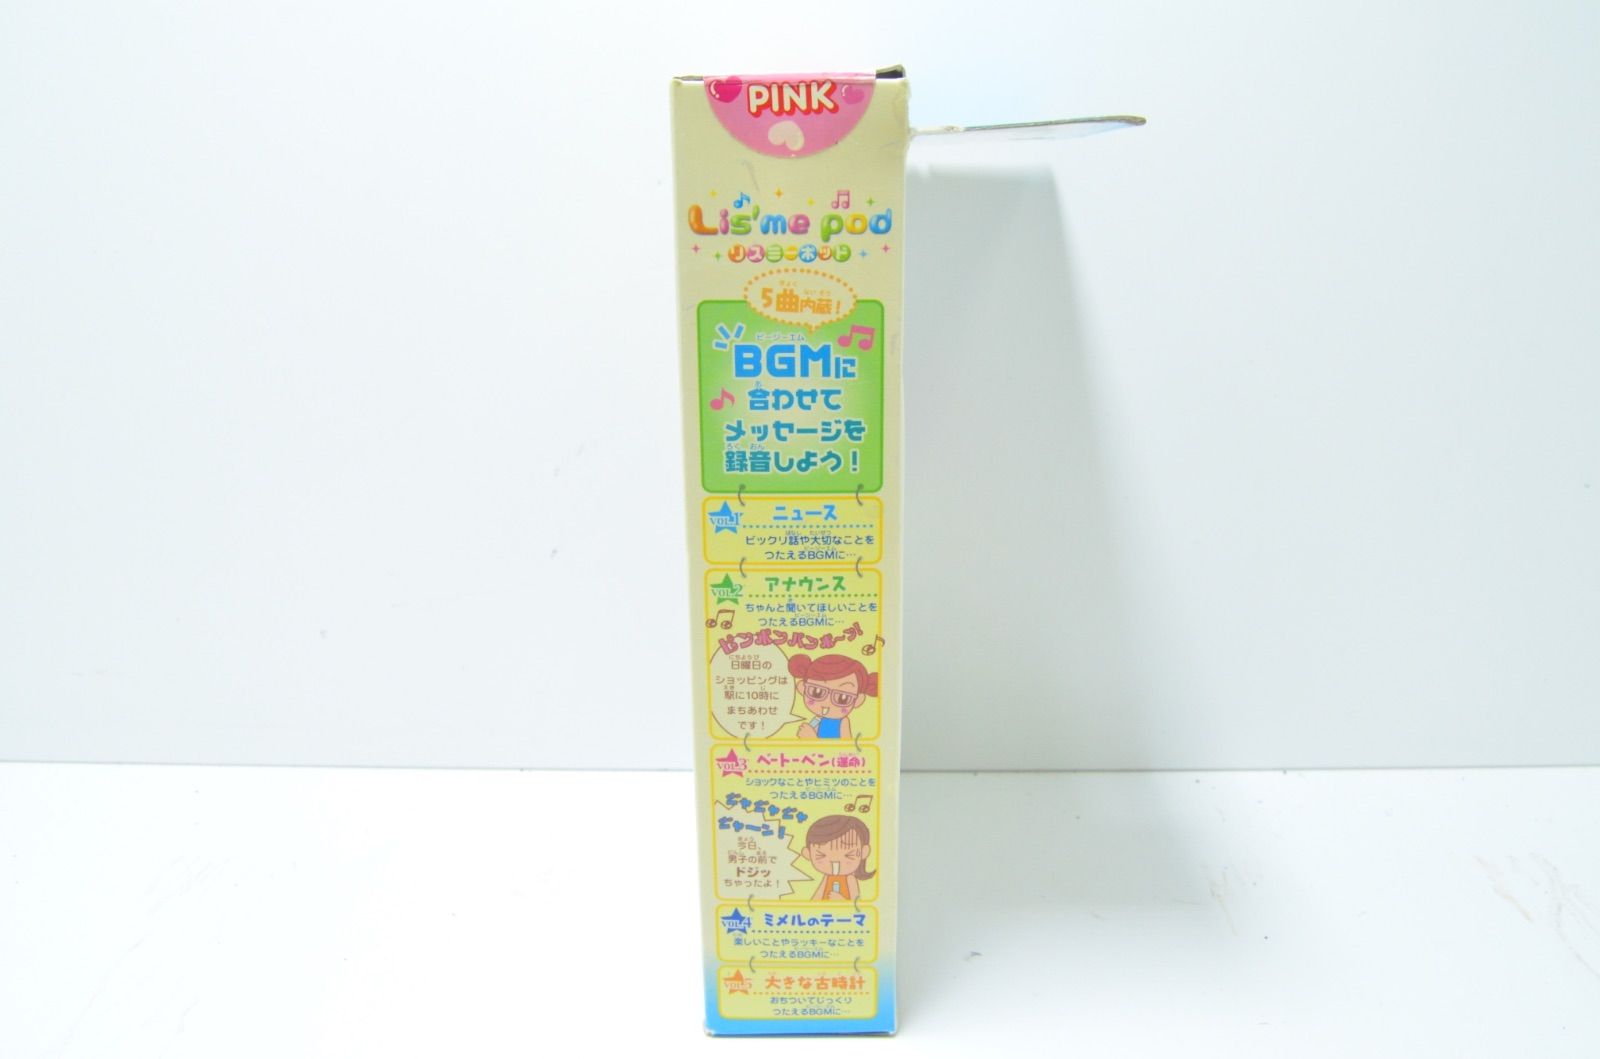 PINK
Lis'me pod
リスミーポッド
5曲内蔵!
BGMに
合わせて
メッセージを
録音しよう!
VOL.1 ニュース
ビックリ話や大切なことを
つたえるBGMに…
VOL.2 アナウンス
ちゃんと聞いてほしいことを
つたえるBGMに…
ピンポンパンポーン!
日曜日の
ショッピングは
駅に10時に
まちあわせ
です!
VOL.3 ベートーベン(運命)
ショックなことやヒミツのことを
つたえるBGMに…
ジャジャジャ
ジャーン!
今日、
男子の前で
ドジッ
ちゃったよ!
VOL.4 ミメルのテーマ
楽しいことやラッキーなことを
つたえるBGMに…
VOL.5 大きな古時計
おちついてじっくり
つたえるBGMに…